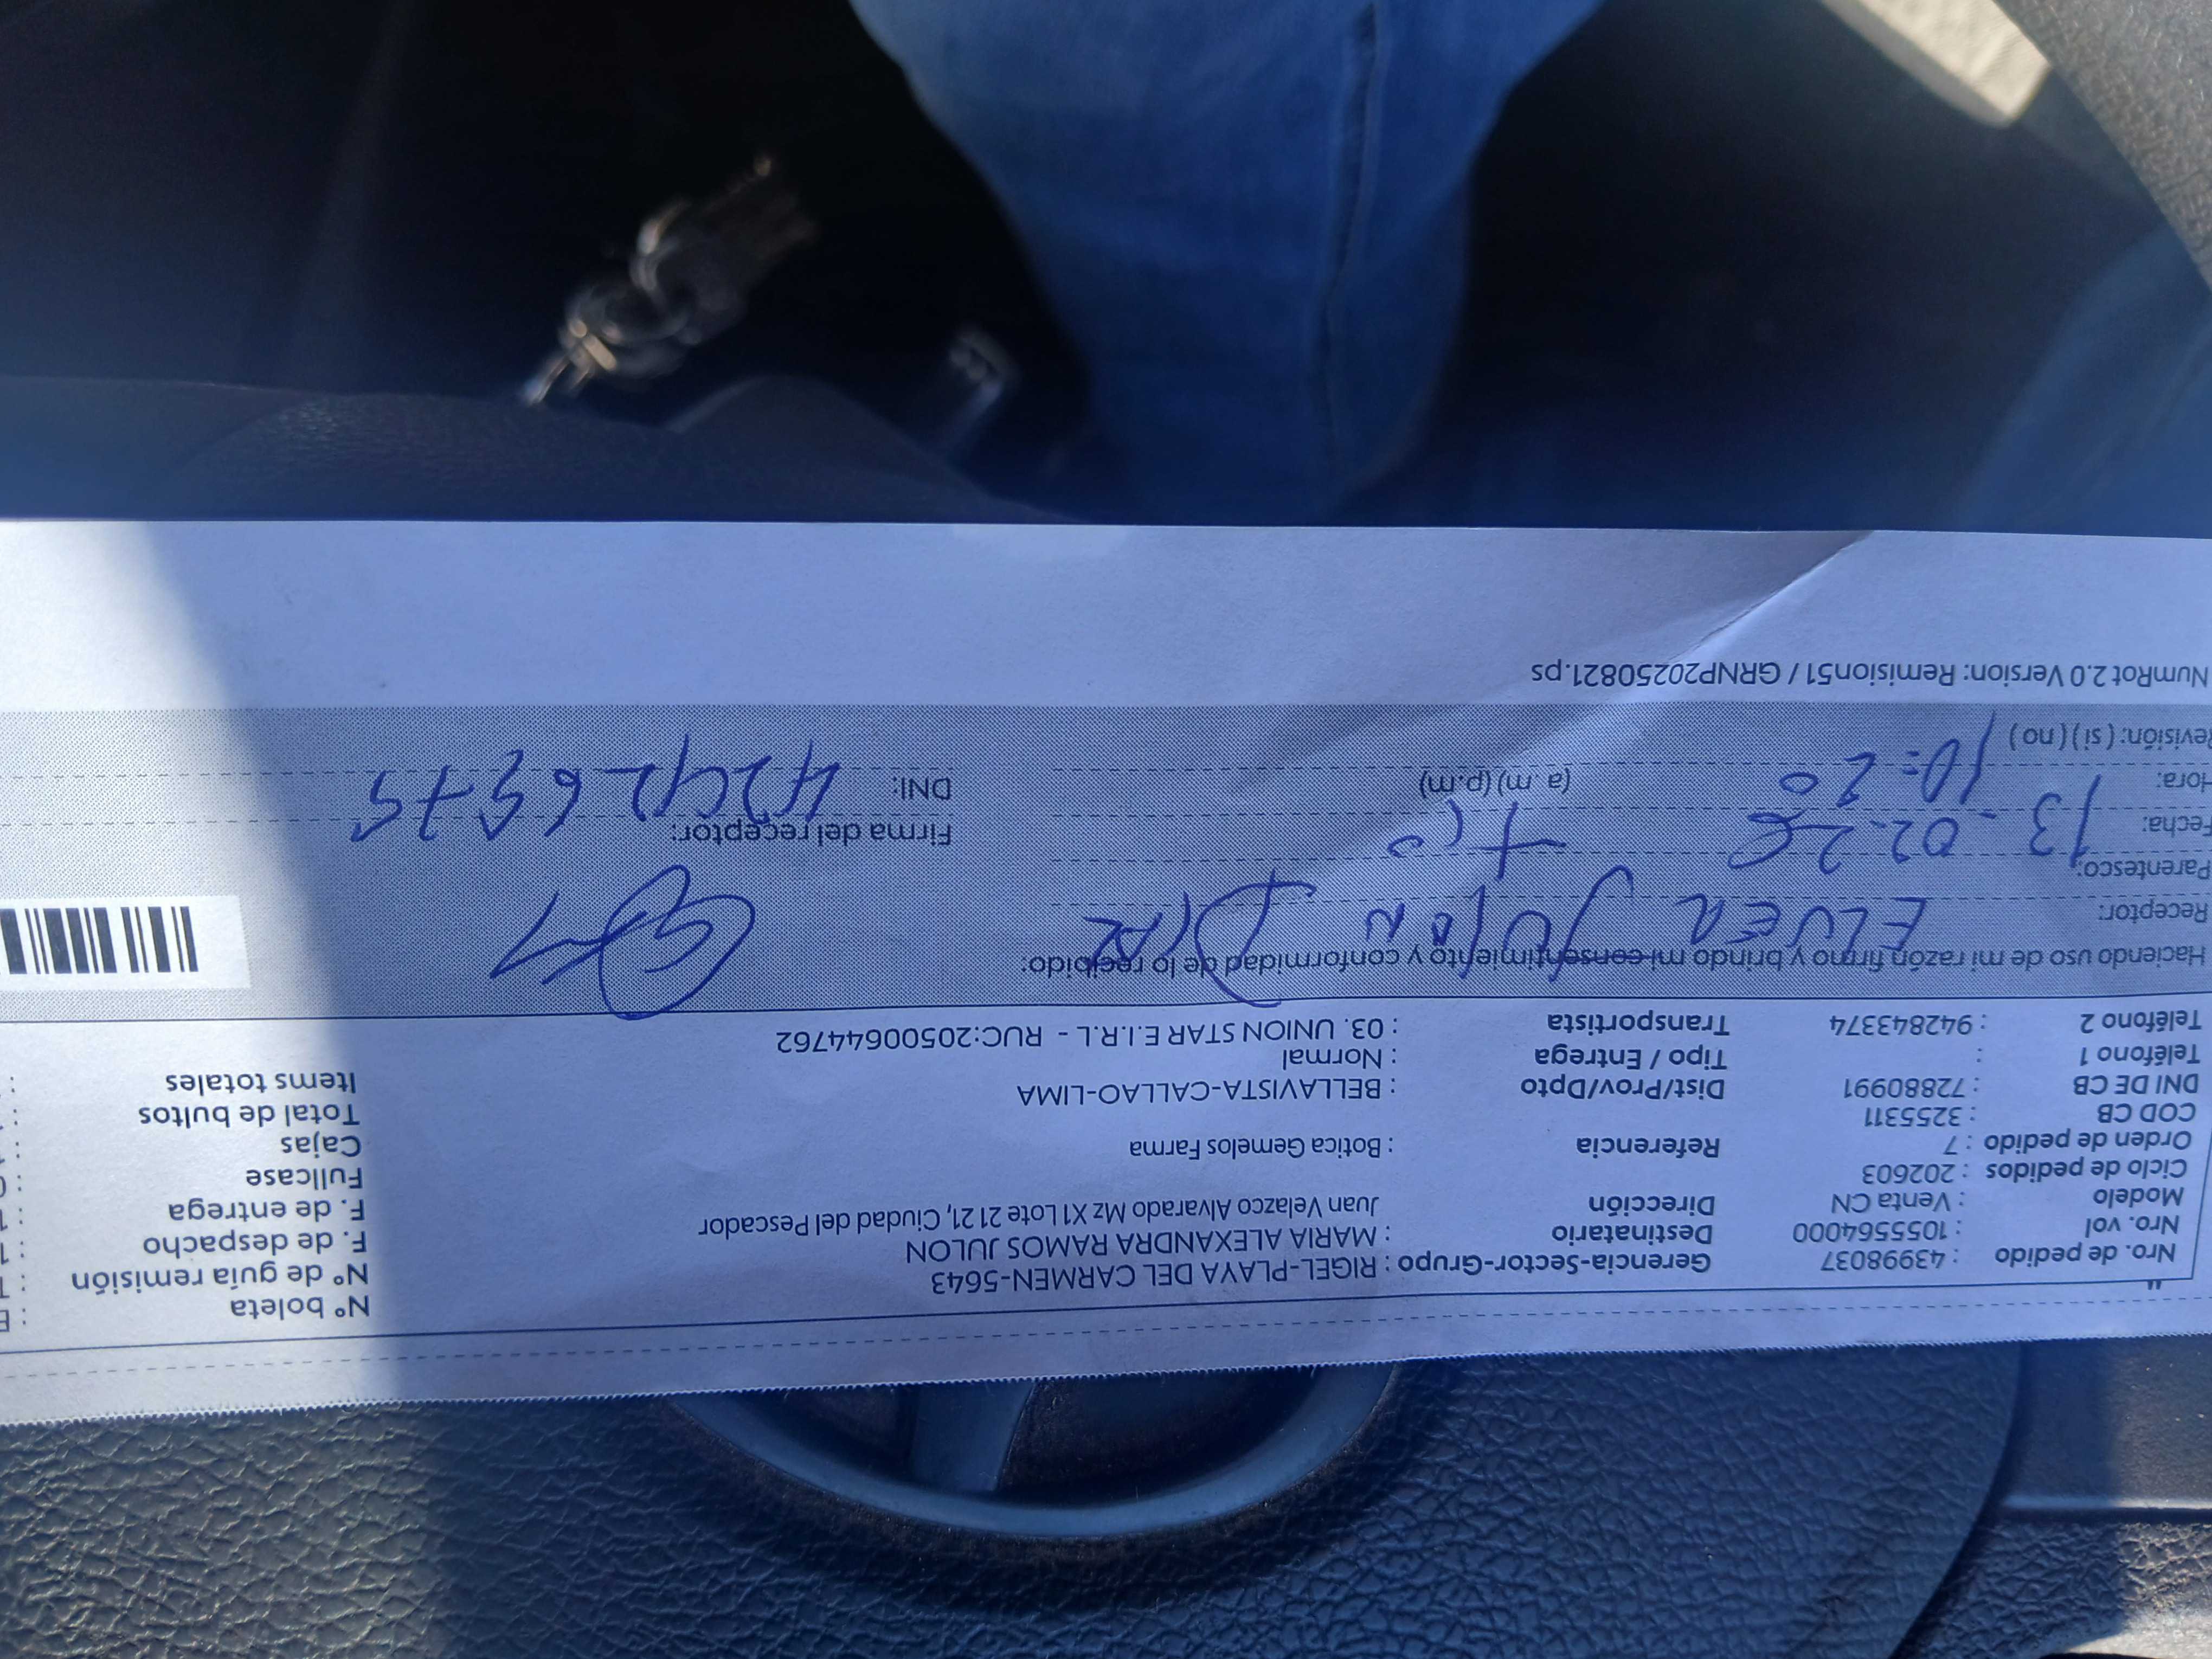 Nro. de pedido : 43998037 Gerencia-Sector-Grupo : RIGEL-PLAYA DEL CARMEN-5643 N° boleta :
Nro. vol : 1055564000 Destinatario : MARIA ALEXANDRA RAMOS JULON N° de guía remisión :
Modelo : Venta CN Dirección Juan Velazco Alvarado Mz X1 Lote 21 21, Ciudad del Pescador F. de despacho :
Ciclo de pedidos : 202603 F. de entrega :
Orden de pedido : 7 Referencia : Botica Gemelos Farma Fullcase :
COD CB : 3255311 Cajas :
DNI DE CB : 72880991 Dist/Prov/Dpto : BELLAVISTA-CALLAO-LIMA Total de bultos :
Teléfono 1 : Tipo / Entrega : Normal Items totales :
Teléfono 2 : 942843374 Transportista : 03. UNION STAR E.I.R.L - RUC:20500644762
Haciendo uso de mi razón firmo y brindo mi consentimiento y conformidad de lo recibido:
Receptor: ELVER JULON DIAZ
Parentesco: Tio Firma del receptor:
Fecha: 13-02-26
Hora: 10:20 (a.m) (p.m) DNI:
Revisión: ( si ) ( no )
NumRot 2.0 Version: Remision51 / GRNP20250821.ps